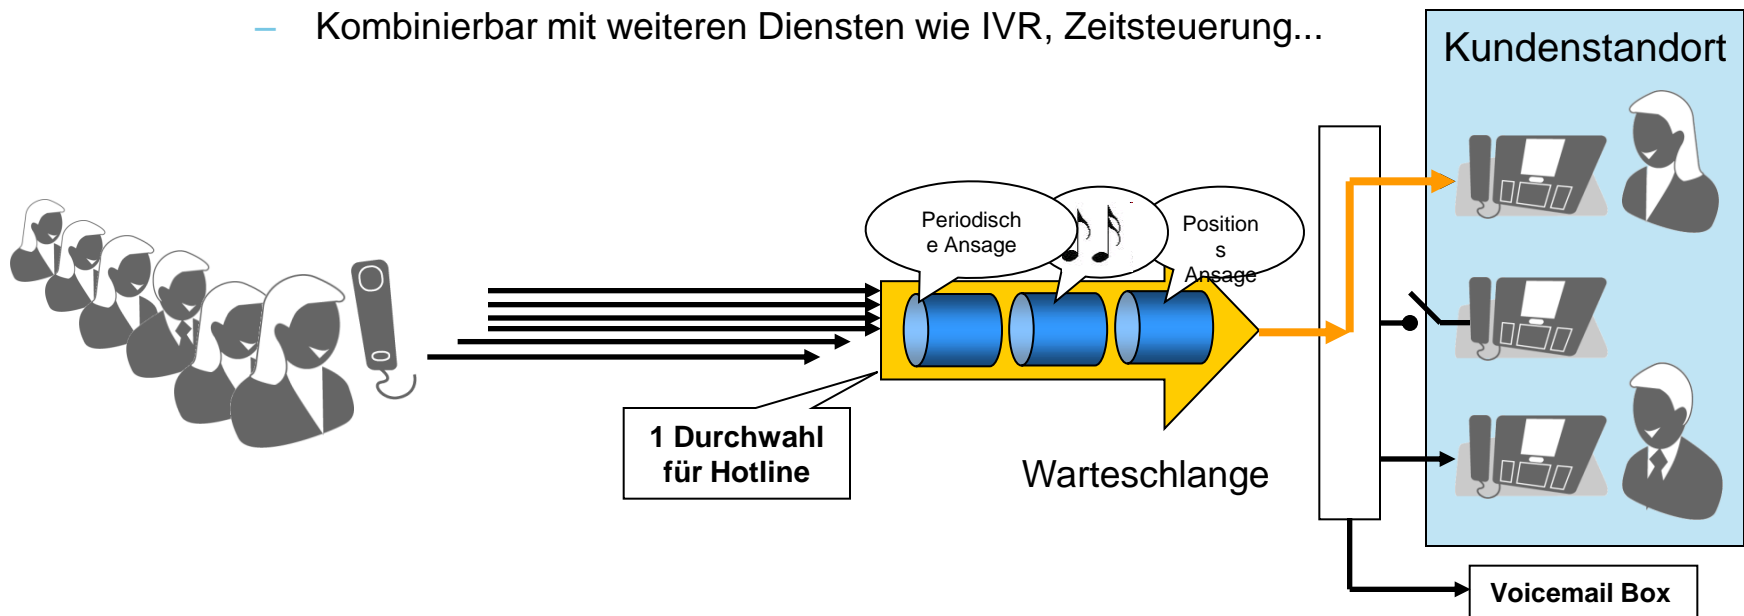 – Kombinierbar mit weiteren Diensten wie IVR, Zeitsteuerung...
Kundenstandort
Periodisch
e Ansage
Position
s
Ansage
1 Durchwahl
für Hotline
Warteschlange
Voicemail Box